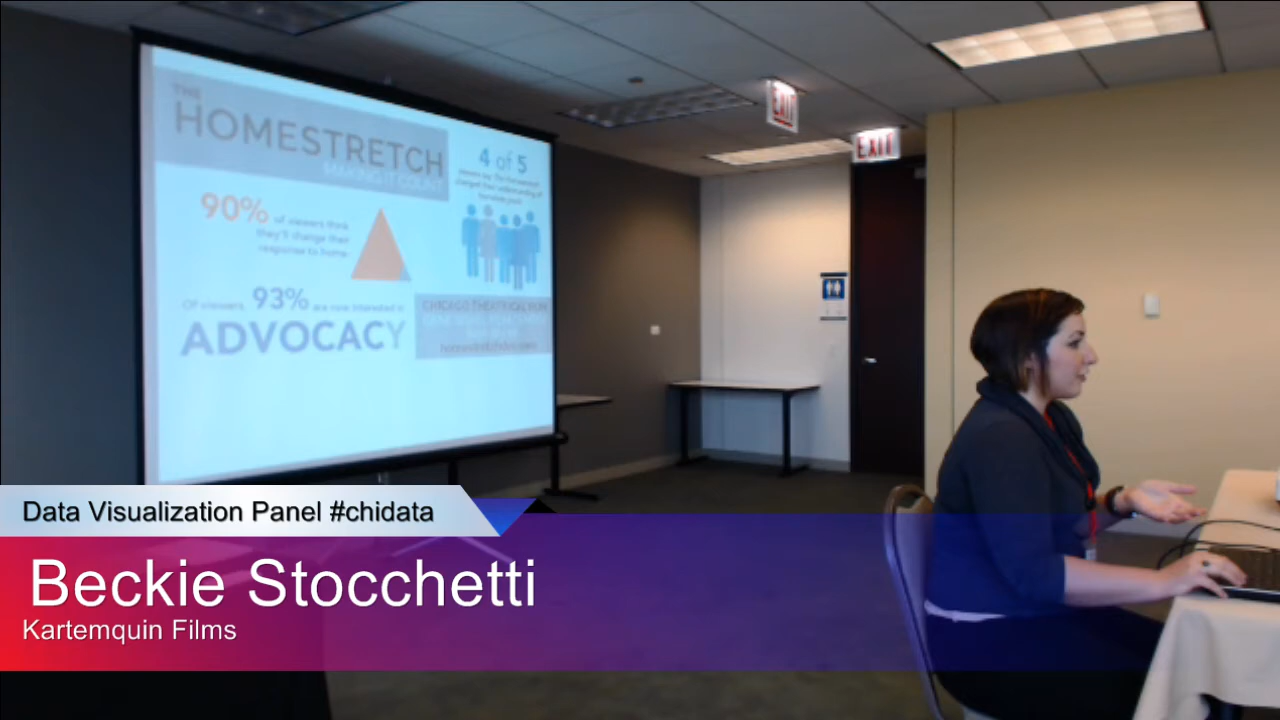 THE
HOMESTRETCH
4 of 5
90% of viewers think
they'll change their
response to home
Of viewers 93% are now interested in
ADVOCACY
CHICAGO THEATRICAL RUN
EXIT
EXIT
Data Visualization Panel #chidata
Beckie Stocchetti
Kartemquin Films